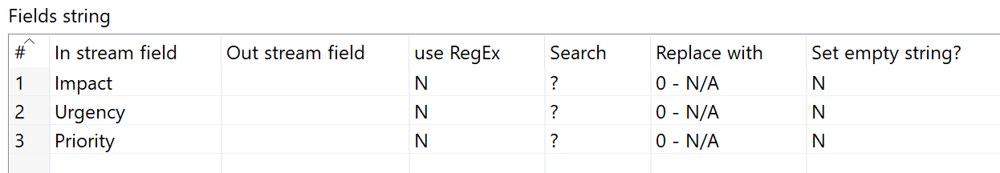 Fields string
# In stream field Out stream field use RegEx Search Replace with Set empty string?
1 Impact N ? 0 - N/A N
2 Urgency N ? 0 - N/A N
3 Priority N ? 0 - N/A N